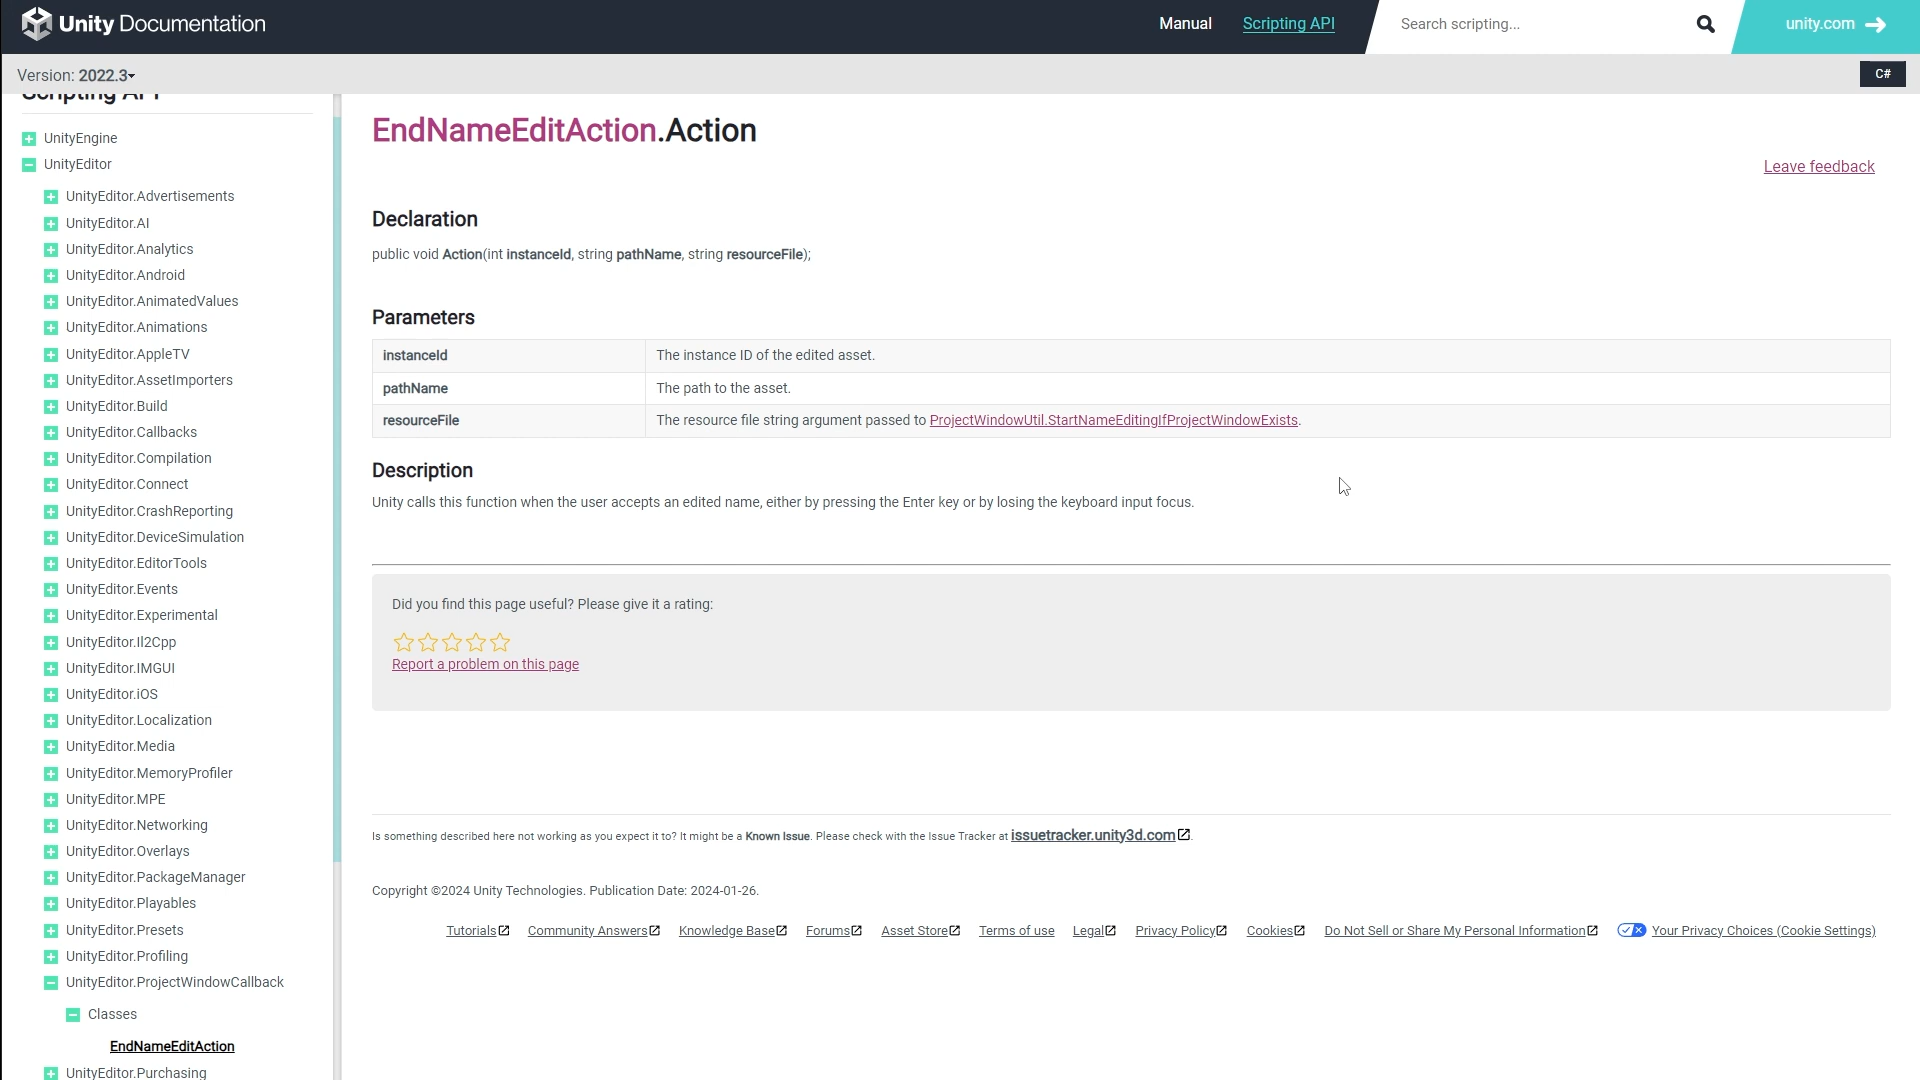 Unity Documentation
Manual
Scripting API
Search scripting...
unity.com
Version: 2022.3
C#
Scripting API
UnityEngine
UnityEditor
UnityEditor.Advertisements
UnityEditor.AI
UnityEditor.Analytics
UnityEditor.Android
UnityEditor.AnimatedValues
UnityEditor.Animations
UnityEditor.AppleTV
UnityEditor.AssetImporters
UnityEditor.Build
UnityEditor.Callbacks
UnityEditor.Compilation
UnityEditor.Connect
UnityEditor.CrashReporting
UnityEditor.DeviceSimulation
UnityEditor.EditorTools
UnityEditor.Events
UnityEditor.Experimental
UnityEditor.Il2Cpp
UnityEditor.IMGUI
UnityEditor.iOS
UnityEditor.Localization
UnityEditor.Media
UnityEditor.MemoryProfiler
UnityEditor.MPE
UnityEditor.Networking
UnityEditor.Overlays
UnityEditor.PackageManager
UnityEditor.Playables
UnityEditor.Presets
UnityEditor.Profiling
UnityEditor.ProjectWindowCallback
Classes
EndNameEditAction
UnityEditor.Purchasing
EndNameEditAction.Action
Leave feedback
Declaration
public void Action(int instanceId, string pathName, string resourceFile);
Parameters
instanceId The instance ID of the edited asset.
pathName The path to the asset.
resourceFile The resource file string argument passed to ProjectWindowUtil.StartNameEditingIfProjectWindowExists.
Description
Unity calls this function when the user accepts an edited name, either by pressing the Enter key or by losing the keyboard input focus.
Did you find this page useful? Please give it a rating:
Report a problem on this page
Is something described here not working as you expect it to? It might be a Known Issue. Please check with the Issue Tracker at issuetracker.unity3d.com.
Copyright ©2024 Unity Technologies. Publication Date: 2024-01-26.
Tutorials Community Answers Knowledge Base Forums Asset Store Terms of use Legal Privacy Policy Cookies Do Not Sell or Share My Personal Information Your Privacy Choices (Cookie Settings)